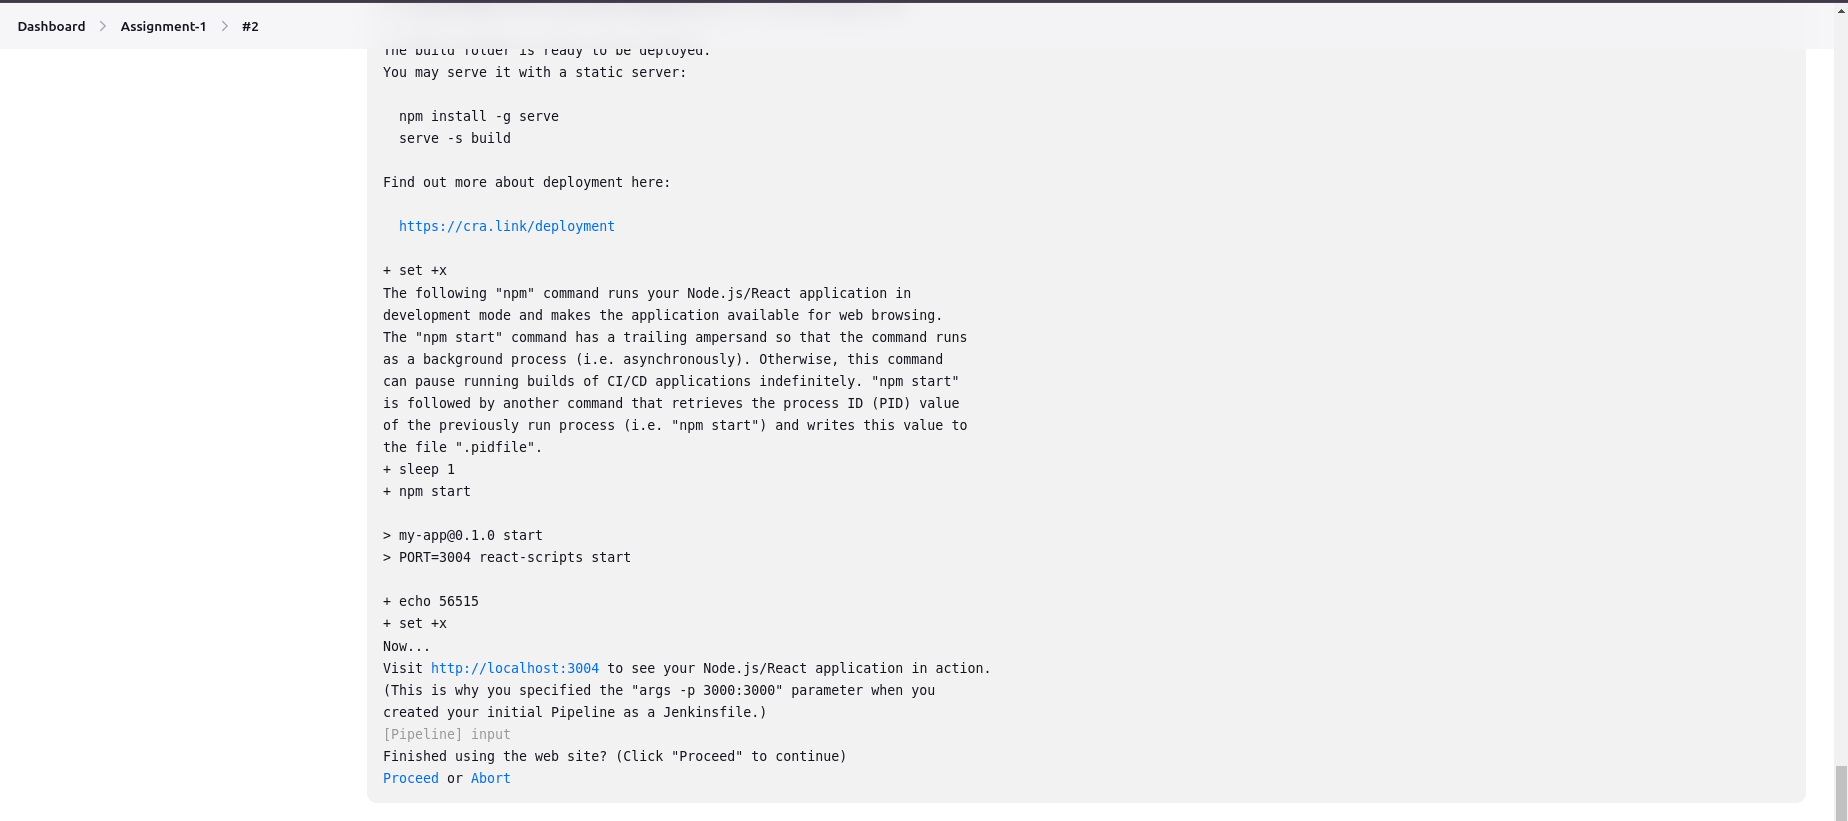 Dashboard > Assignment-1 > #2
The build folder is ready to be deployed.
You may serve it with a static server:
npm install -g serve
serve -s build
Find out more about deployment here:
https://cra.link/deployment
+ set +x
The following "npm" command runs your Node.js/React application in
development mode and makes the application available for web browsing.
The "npm start" command has a trailing ampersand so that the command runs
as a background process (i.e. asynchronously). Otherwise, this command
can pause running builds of CI/CD applications indefinitely. "npm start"
is followed by another command that retrieves the process ID (PID) value
of the previously run process (i.e. "npm start") and writes this value to
the file ".pidfile".
+ sleep 1
+ npm start
> my-app@0.1.0 start
> PORT=3004 react-scripts start
+ echo 56515
+ set +x
Now...
Visit http://localhost:3004 to see your Node.js/React application in action.
(This is why you specified the "args -p 3000:3000" parameter when you
created your initial Pipeline as a Jenkinsfile.)
[Pipeline] input
Finished using the web site? (Click "Proceed" to continue)
Proceed or Abort